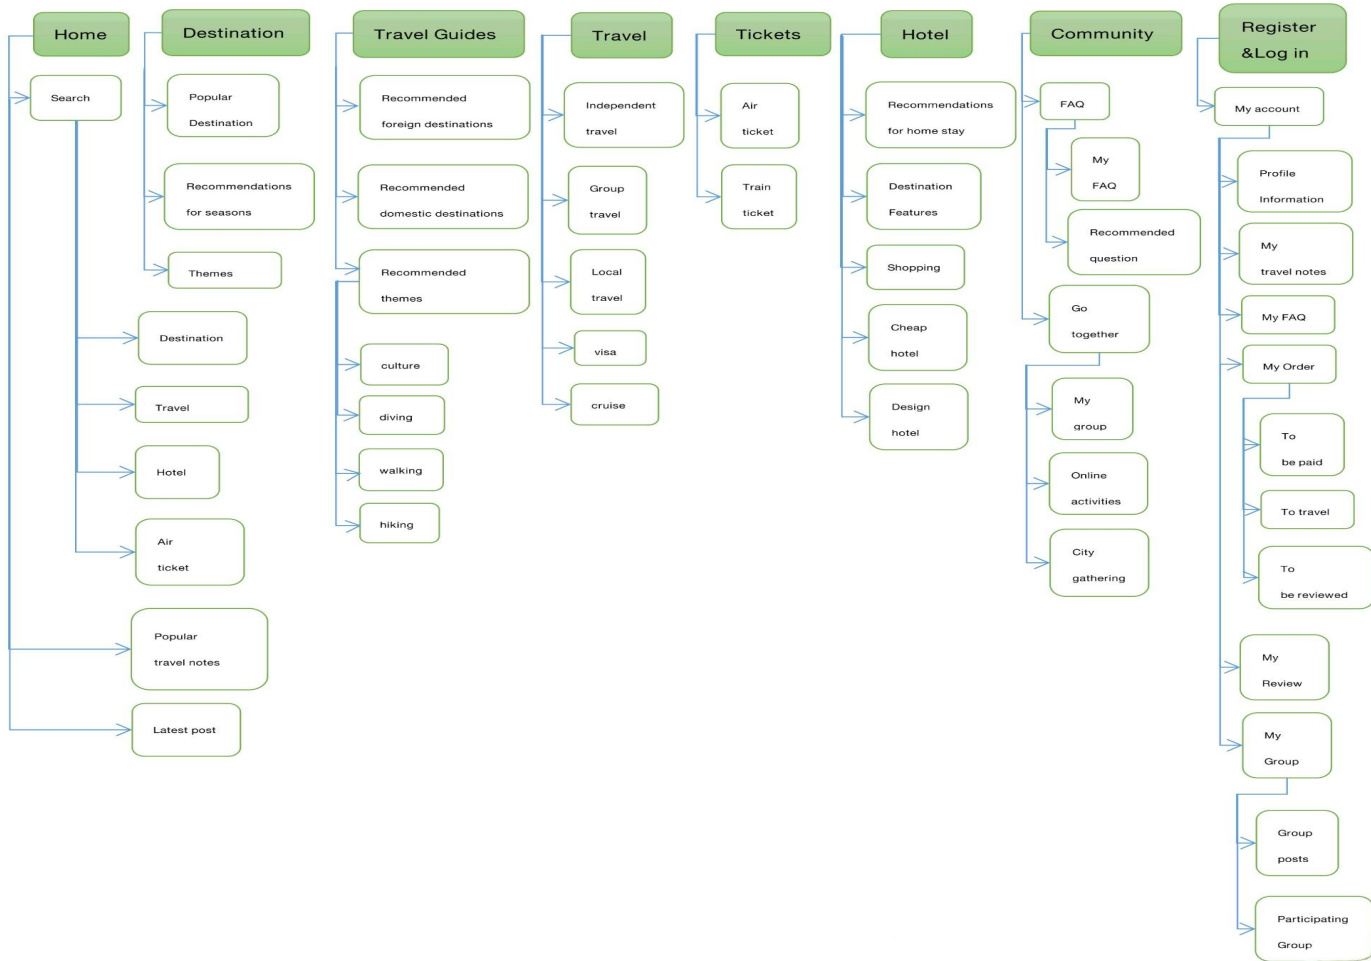 Home
Search
Destination
Travel
Hotel
Air
ticket
Popular
travel notes
Latest post
Destination
Popular
Destination
Recommendations
for seasons
Themes
Travel Guides
Recommended
foreign destinations
Recommended
domestic destinations
Recommended
themes
culture
diving
walking
hiking
Travel
Independent
travel
Group
travel
Local
travel
visa
cruise
Tickets
Air
ticket
Train
ticket
Hotel
Recommendations
for home stay
Destination
Features
Shopping
Cheap
hotel
Design
hotel
Community
FAQ
My
FAQ
Recommended
question
Go
together
My
group
Online
activities
City
gathering
Register
&Log in
My account
Profile
Information
My
travel notes
My FAQ
My Order
To
be paid
To travel
To
be reviewed
My
Review
My
Group
Group
posts
Participating
Group